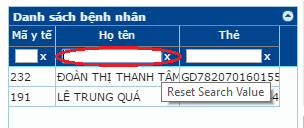 Danh sách bệnh nhân
Mã y tế Họ tên Thẻ
x x x
232 ĐOÀN THỊ THANH TÂM GD782070160155
191 LÊ TRUNG QUÁ 4
Reset Search Value